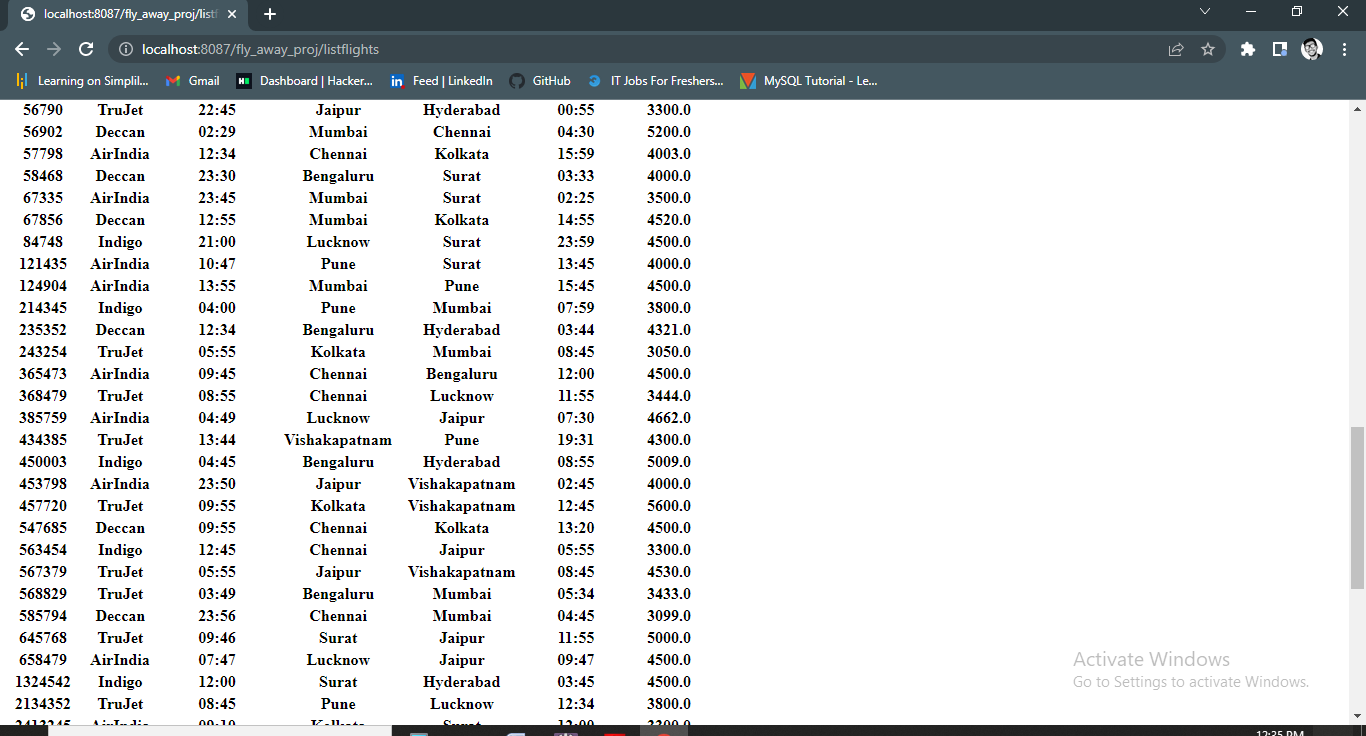 localhost:8087/fly_away_proj/listf
localhost:8087/fly_away_proj/listflights
Learning on Simplil... Gmail Dashboard | Hacker... Feed | LinkedIn GitHub IT Jobs For Freshers... MySQL Tutorial - Le...
56790 TruJet 22:45 Jaipur Hyderabad 00:55 3300.0
56902 Deccan 02:29 Mumbai Chennai 04:30 5200.0
57798 AirIndia 12:34 Chennai Kolkata 15:59 4003.0
58468 Deccan 23:30 Bengaluru Surat 03:33 4000.0
67335 AirIndia 23:45 Mumbai Surat 02:25 3500.0
67856 Deccan 12:55 Mumbai Kolkata 14:55 4520.0
84748 Indigo 21:00 Lucknow Surat 23:59 4500.0
121435 AirIndia 10:47 Pune Surat 13:45 4000.0
124904 AirIndia 13:55 Mumbai Pune 15:45 4500.0
214345 Indigo 04:00 Pune Mumbai 07:59 3800.0
235352 Deccan 12:34 Bengaluru Hyderabad 03:44 4321.0
243254 TruJet 05:55 Kolkata Mumbai 08:45 3050.0
365473 AirIndia 09:45 Chennai Bengaluru 12:00 4500.0
368479 TruJet 08:55 Chennai Lucknow 11:55 3444.0
385759 AirIndia 04:49 Lucknow Jaipur 07:30 4662.0
434385 TruJet 13:44 Vishakapatnam Pune 19:31 4300.0
450003 Indigo 04:45 Bengaluru Hyderabad 08:55 5009.0
453798 AirIndia 23:50 Jaipur Vishakapatnam 02:45 4000.0
457720 TruJet 09:55 Kolkata Vishakapatnam 12:45 5600.0
547685 Deccan 09:55 Chennai Kolkata 13:20 4500.0
563454 Indigo 12:45 Chennai Jaipur 05:55 3300.0
567379 TruJet 05:55 Jaipur Vishakapatnam 08:45 4530.0
568829 TruJet 03:49 Bengaluru Mumbai 05:34 3433.0
585794 Deccan 23:56 Chennai Mumbai 04:45 3099.0
645768 TruJet 09:46 Surat Jaipur 11:55 5000.0
658479 AirIndia 07:47 Lucknow Jaipur 09:47 4500.0
1324542 Indigo 12:00 Surat Hyderabad 03:45 4500.0
2134352 TruJet 08:45 Pune Lucknow 12:34 3800.0
Activate Windows
Go to Settings to activate Windows.
12:35 PM